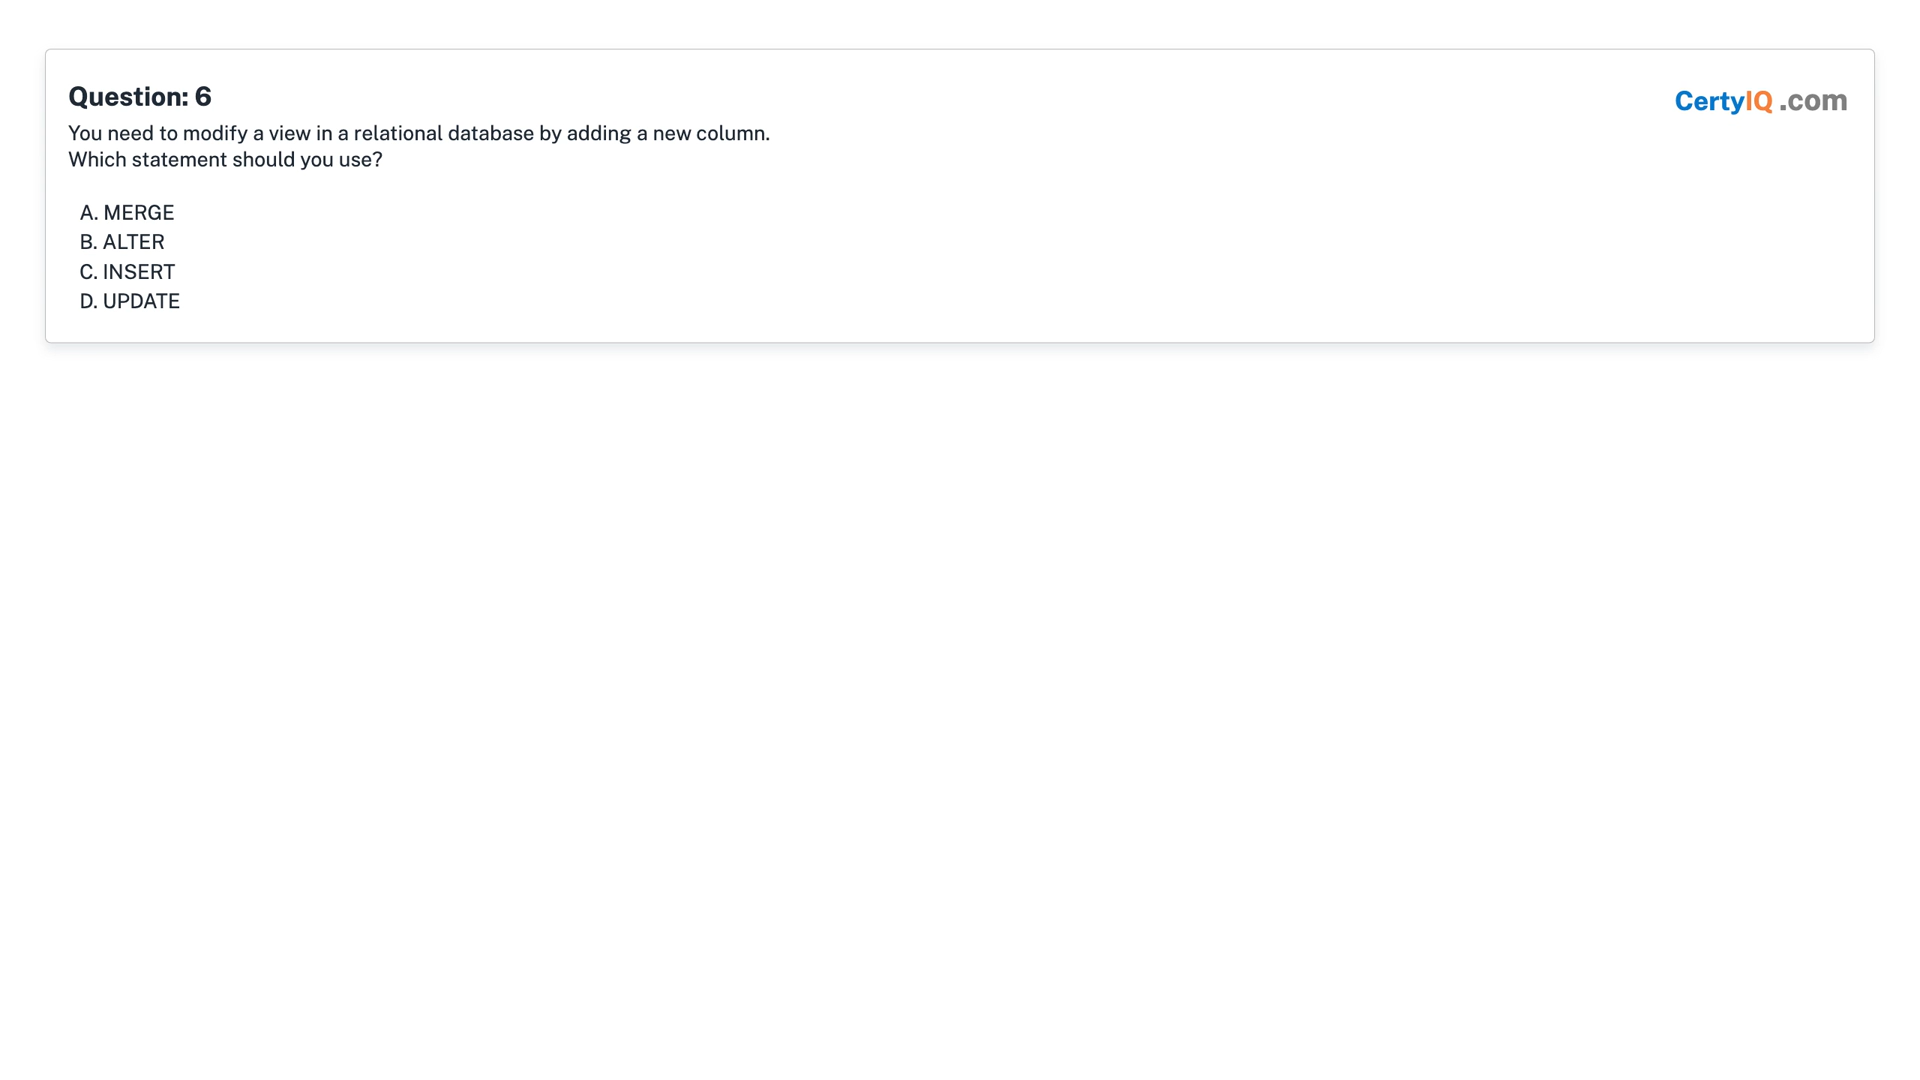 Question: 6
CertyIQ .com
You need to modify a view in a relational database by adding a new column.
Which statement should you use?
A. MERGE
B. ALTER
C. INSERT
D. UPDATE